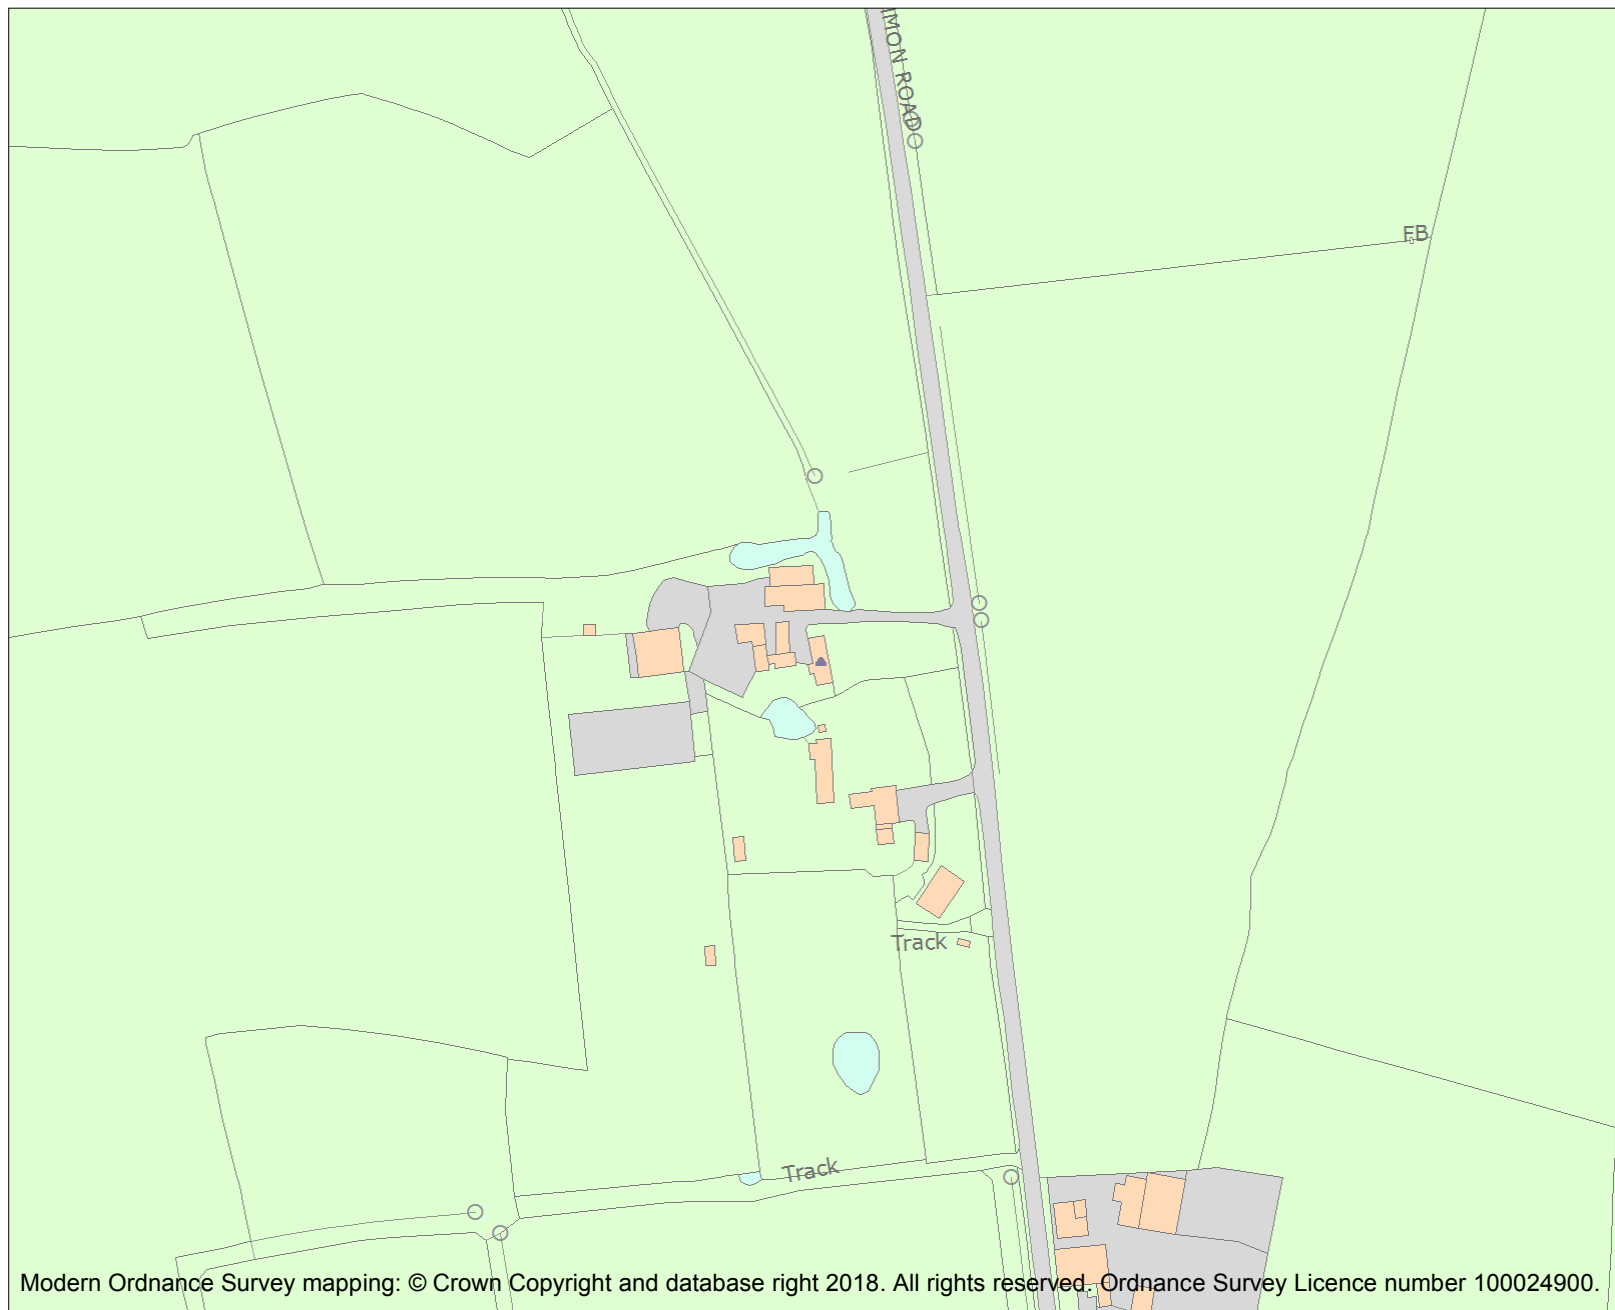 MON ROAD
FB
Track
Track
Modern Ordnance Survey mapping: © Crown Copyright and database right 2018. All rights reserved. Ordnance Survey Licence number 100024900.